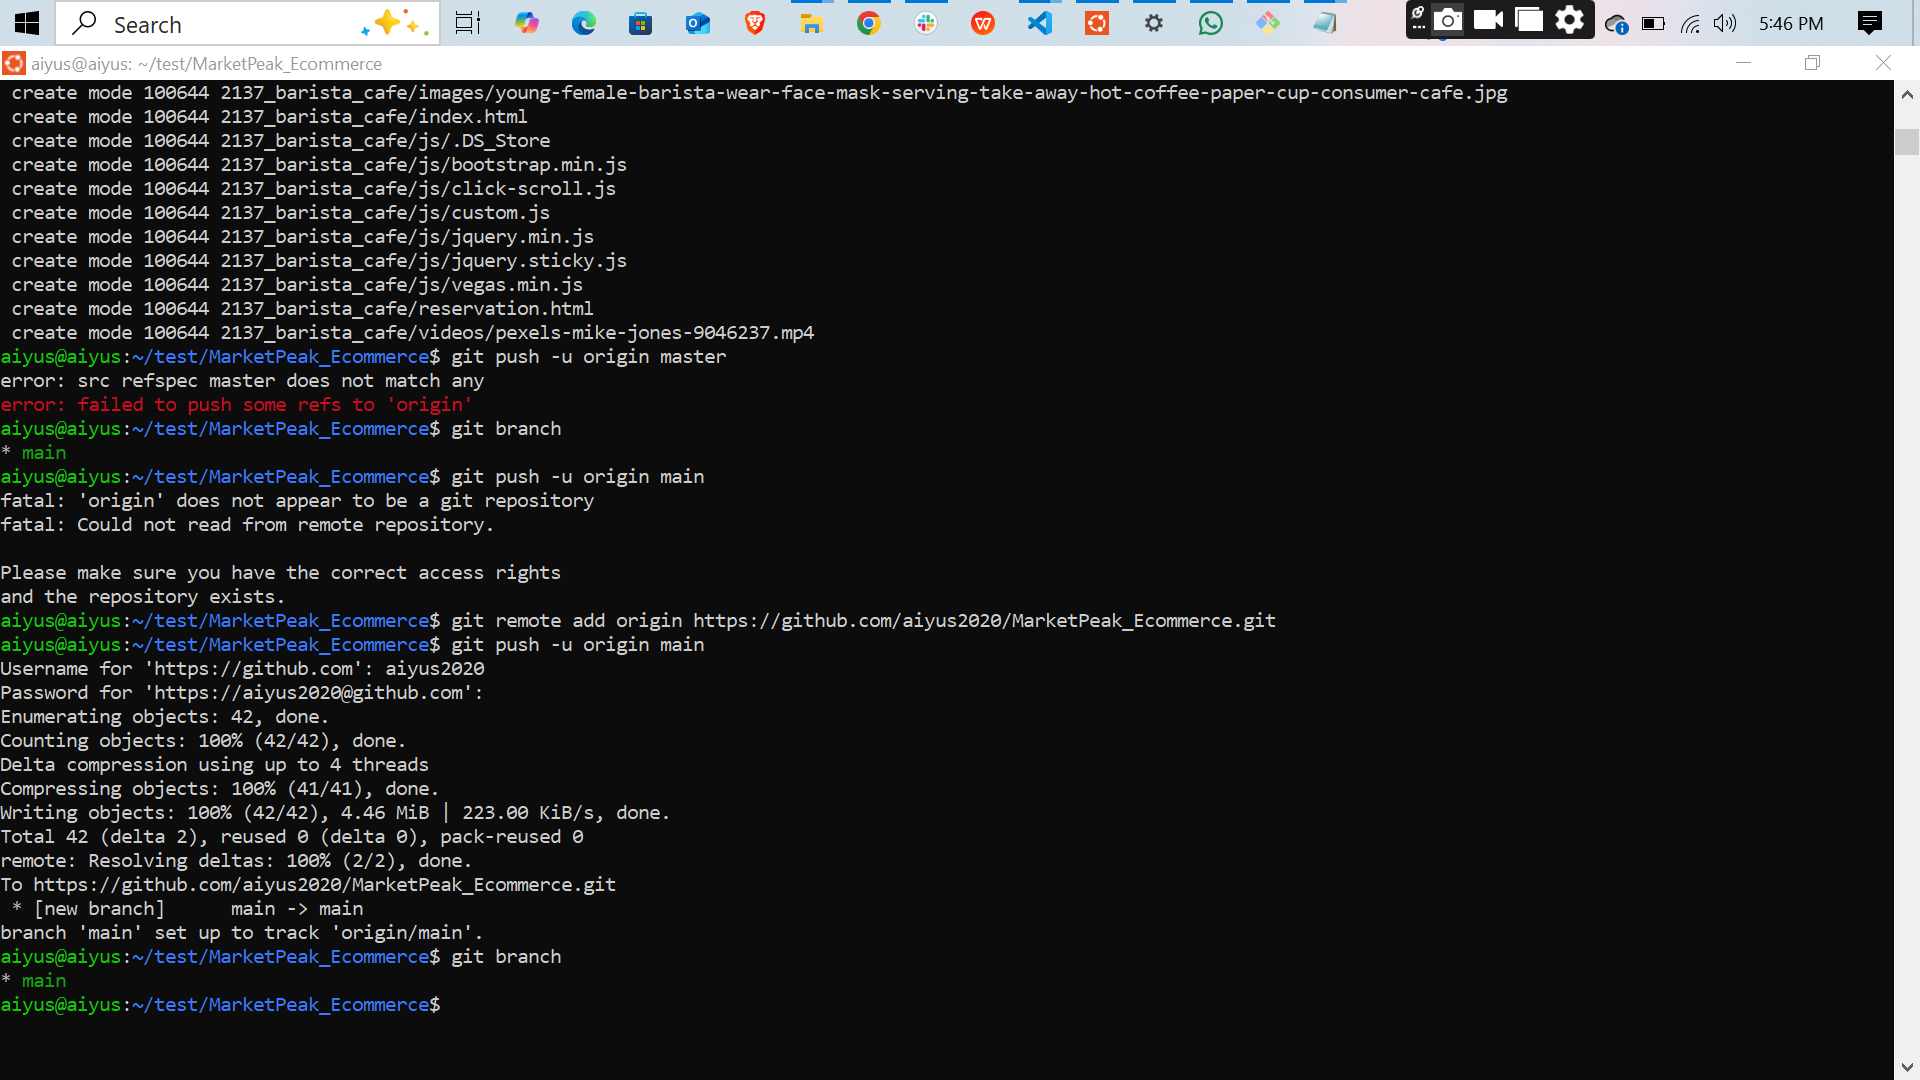 Search
5:46 PM
aiyus@aiyus: ~/test/MarketPeak_Ecommerce
create mode 100644 2137_barista_cafe/images/young-female-barista-wear-face-mask-serving-take-away-hot-coffee-paper-cup-consumer-cafe.jpg
create mode 100644 2137_barista_cafe/index.html
create mode 100644 2137_barista_cafe/js/.DS_Store
create mode 100644 2137_barista_cafe/js/bootstrap.min.js
create mode 100644 2137_barista_cafe/js/click-scroll.js
create mode 100644 2137_barista_cafe/js/custom.js
create mode 100644 2137_barista_cafe/js/jquery.min.js
create mode 100644 2137_barista_cafe/js/jquery.sticky.js
create mode 100644 2137_barista_cafe/js/vegas.min.js
create mode 100644 2137_barista_cafe/reservation.html
create mode 100644 2137_barista_cafe/videos/pexels-mike-jones-9046237.mp4
aiyus@aiyus:~/test/MarketPeak_Ecommerce$ git push -u origin master
error: src refspec master does not match any
error: failed to push some refs to 'origin'
aiyus@aiyus:~/test/MarketPeak_Ecommerce$ git branch
* main
aiyus@aiyus:~/test/MarketPeak_Ecommerce$ git push -u origin main
fatal: 'origin' does not appear to be a git repository
fatal: Could not read from remote repository.
Please make sure you have the correct access rights
and the repository exists.
aiyus@aiyus:~/test/MarketPeak_Ecommerce$ git remote add origin https://github.com/aiyus2020/MarketPeak_Ecommerce.git
aiyus@aiyus:~/test/MarketPeak_Ecommerce$ git push -u origin main
Username for 'https://github.com': aiyus2020
Password for 'https://aiyus2020@github.com':
Enumerating objects: 42, done.
Counting objects: 100% (42/42), done.
Delta compression using up to 4 threads
Compressing objects: 100% (41/41), done.
Writing objects: 100% (42/42), 4.46 MiB | 223.00 KiB/s, done.
Total 42 (delta 2), reused 0 (delta 0), pack-reused 0
remote: Resolving deltas: 100% (2/2), done.
To https://github.com/aiyus2020/MarketPeak_Ecommerce.git
* [new branch]      main -> main
branch 'main' set up to track 'origin/main'.
aiyus@aiyus:~/test/MarketPeak_Ecommerce$ git branch
* main
aiyus@aiyus:~/test/MarketPeak_Ecommerce$